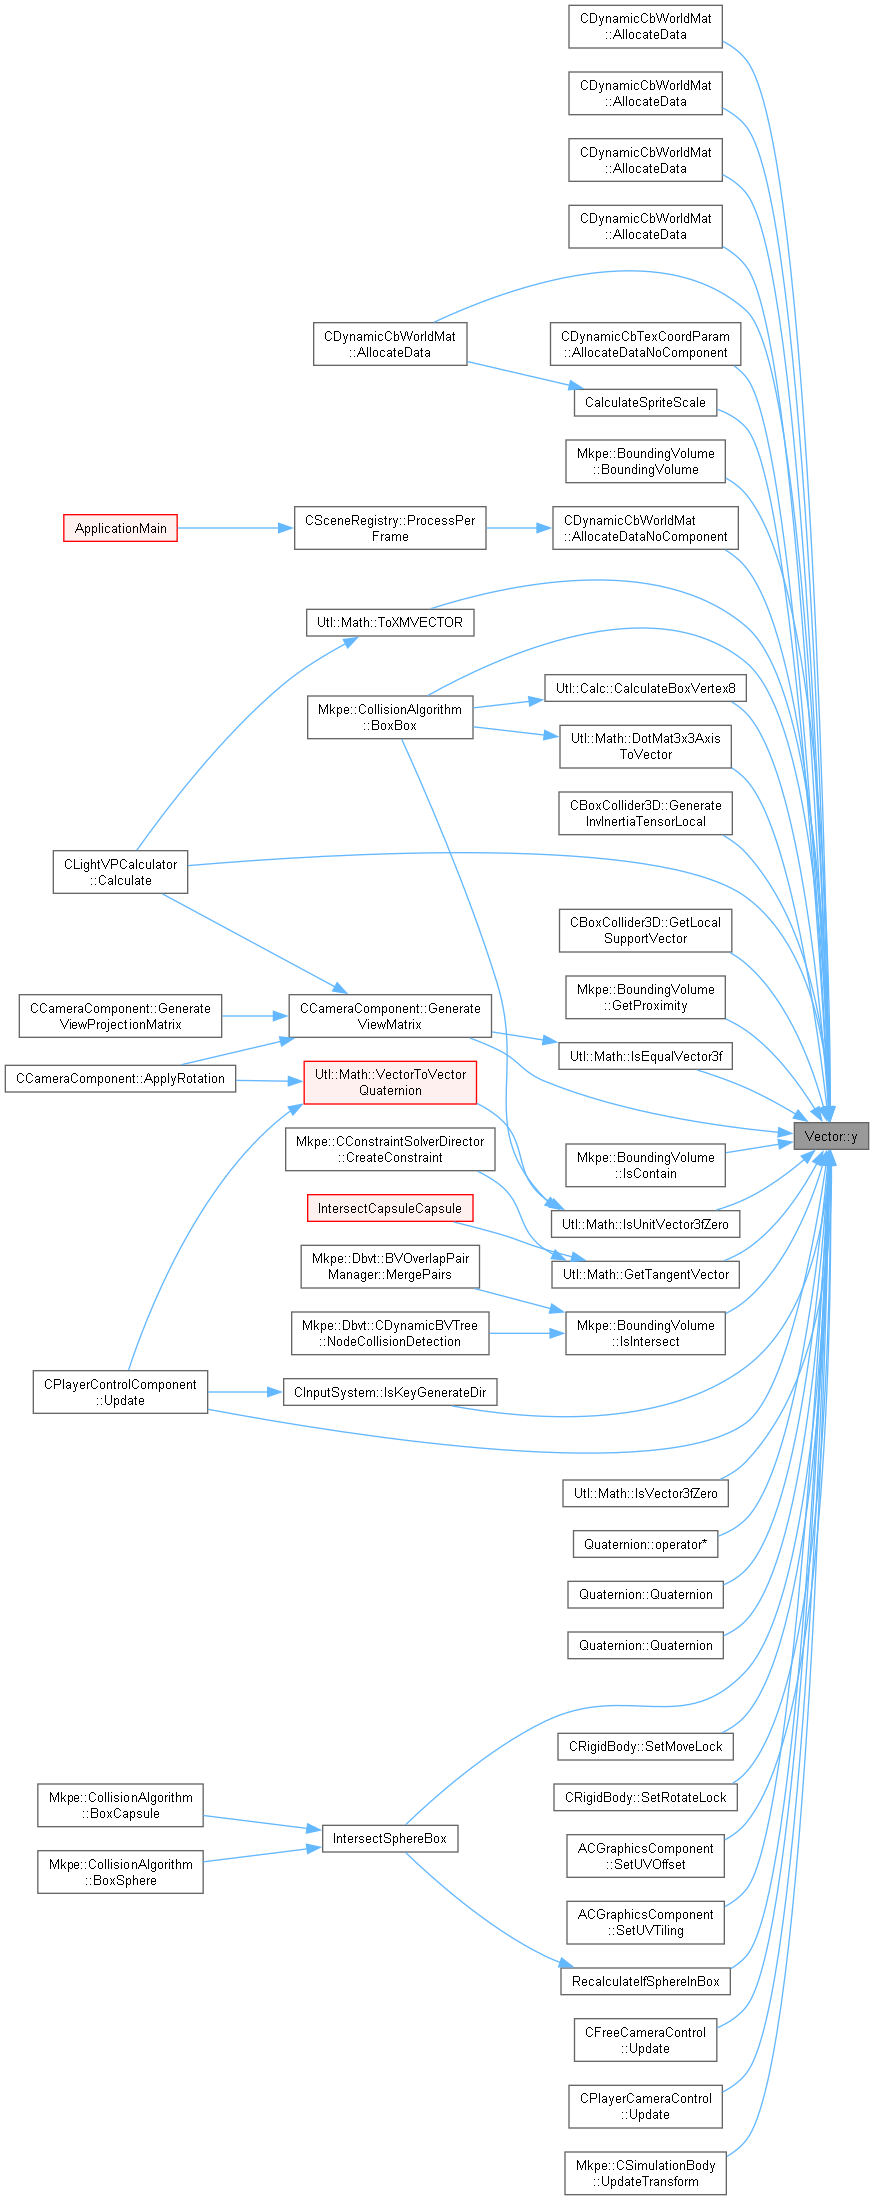 CDynamicCbWorldMat
::AllocateData
CDynamicCbWorldMat
::AllocateData
CDynamicCbWorldMat
::AllocateData
CDynamicCbWorldMat
::AllocateData
CDynamicCbWorldMat
::AllocateData
CDynamicCbTexCoordParam
::AllocateDataNoComponent
CalculateSpriteScale
Mkpe::BoundingVolume
::BoundingVolume
ApplicationMain
CSceneRegistry::ProcessPer
Frame
CDynamicCbWorldMat
::AllocateDataNoComponent
Utl::Math::ToXMVECTOR
Utl::Calc::CalculateBoxVertex8
Mkpe::CollisionAlgorithm
::BoxBox
Utl::Math::DotMat3x3Axis
ToVector
CBoxCollider3D::Generate
InvInertiaTensorLocal
CLightVPCalculator
::Calculate
CBoxCollider3D::GetLocal
SupportVector
Mkpe::BoundingVolume
::GetProximity
CCameraComponent::Generate
ViewProjectionMatrix
CCameraComponent::Generate
ViewMatrix
Utl::Math::IsEqualVector3f
CCameraComponent::ApplyRotation
Utl::Math::VectorToVector
Quaternion
Vector::y
Mkpe::CConstraintSolverDirector
::CreateConstraint
Mkpe::BoundingVolume
::IsContain
IntersectCapsuleCapsule
Utl::Math::IsUnitVector3fZero
Mkpe::Dbvt::BVOverlapPair
Manager::MergePairs
Utl::Math::GetTangentVector
Mkpe::Dbvt::CDynamicBVTree
::NodeCollisionDetection
Mkpe::BoundingVolume
::IsIntersect
CPlayerControlComponent
::Update
CInputSystem::IsKeyGenerateDir
Utl::Math::IsVector3fZero
Quaternion::operator*
Quaternion::Quaternion
Quaternion::Quaternion
CRigidBody::SetMoveLock
CRigidBody::SetRotateLock
Mkpe::CollisionAlgorithm
::BoxCapsule
IntersectSphereBox
ACGraphicsComponent
::SetUVOffset
Mkpe::CollisionAlgorithm
::BoxSphere
ACGraphicsComponent
::SetUVTiling
RecalculateIfSphereInBox
CFreeCameraControl
::Update
CPlayerCameraControl
::Update
Mkpe::CSimulationBody
::UpdateTransform